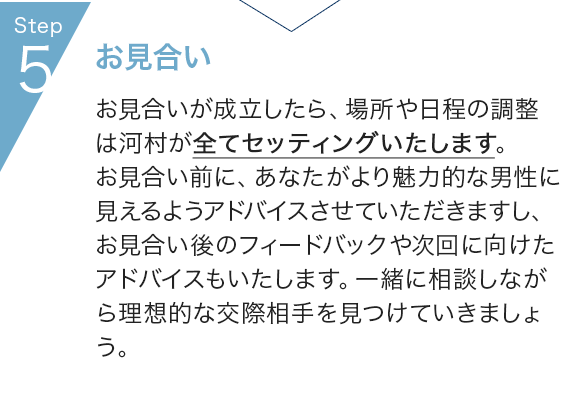 Step
5
お見合い
お見合いが成立したら、場所や日程の調整
は河村が全てセッティングいたします。
お見合い前に、あなたがより魅力的な男性に
見えるようアドバイスさせていただきますし、
お見合い後のフィードバックや次回に向けた
アドバイスもいたします。一緒に相談しなが
ら理想的な交際相手を見つけていきましょ
う。